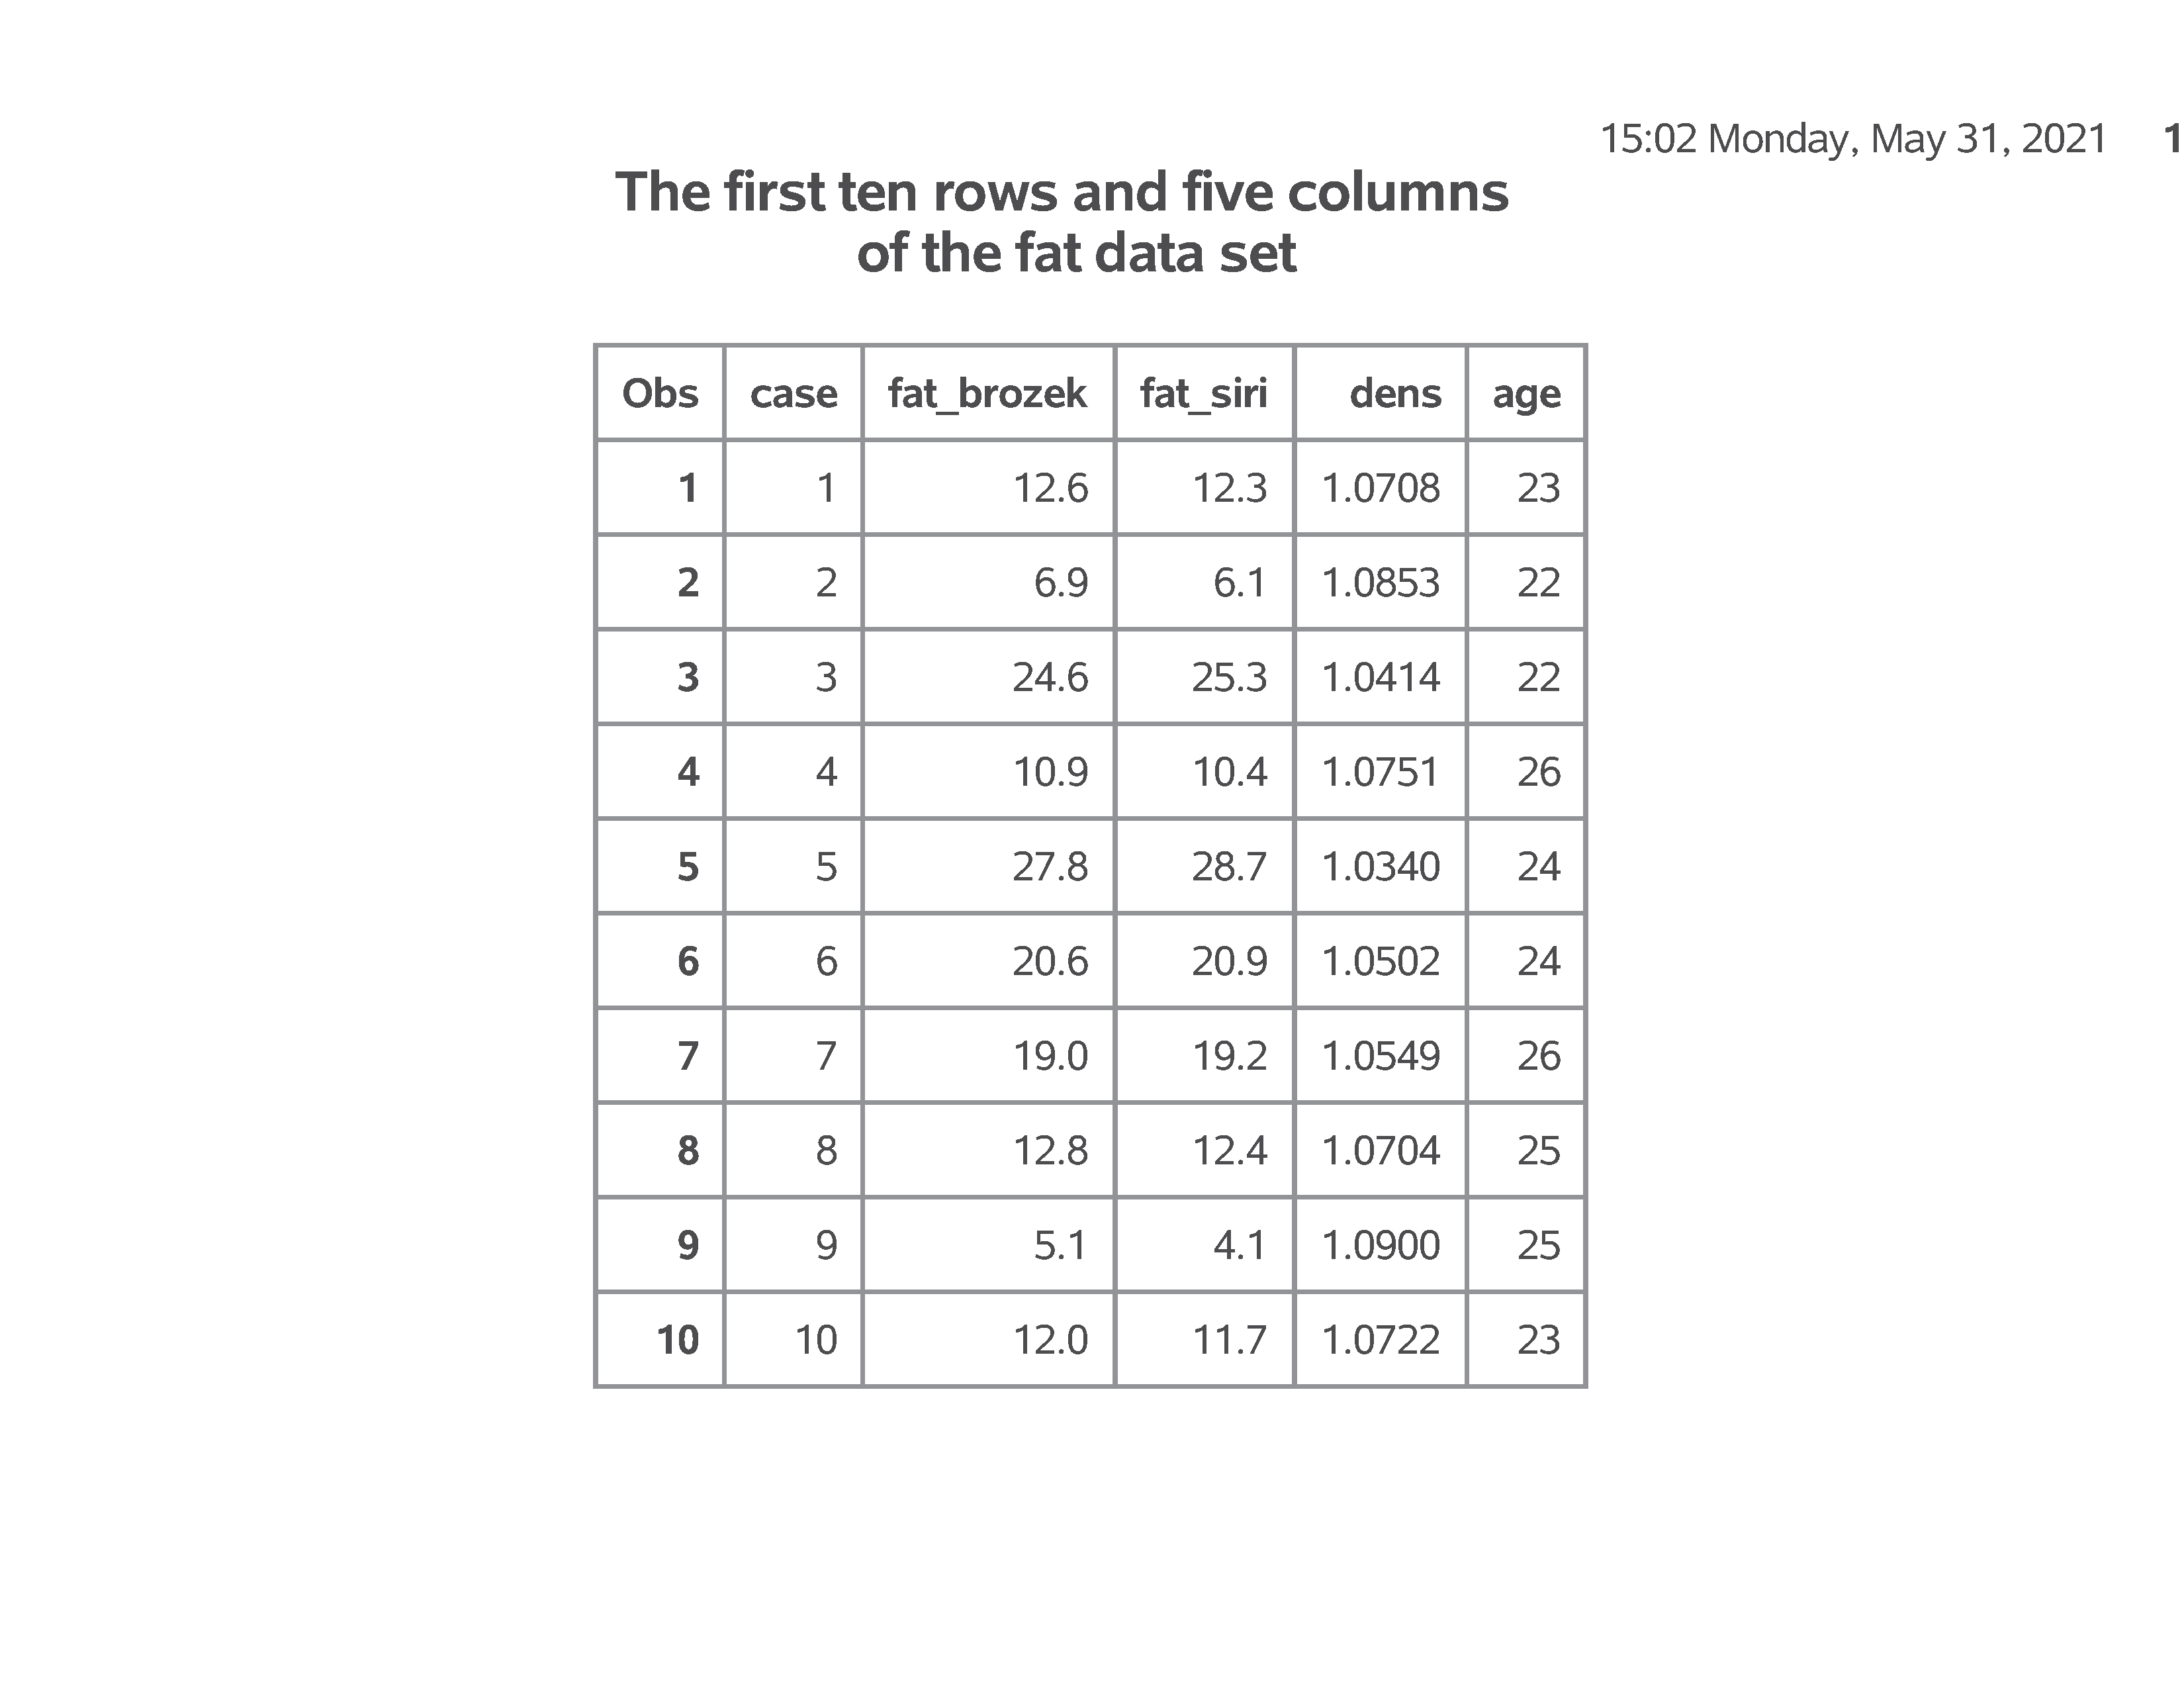 15:02 Monday, May 31, 2021 1
The first ten rows and five columns
of the fat data set
Obs case fat_brozek fat_siri dens age
1 1 12.6 12.3 1.0708 23
2 2 6.9 6.1 1.0853 22
3 3 24.6 25.3 1.0414 22
4 4 10.9 10.4 1.0751 26
5 5 27.8 28.7 1.0340 24
6 6 20.6 20.9 1.0502 24
7 7 19.0 19.2 1.0549 26
8 8 12.8 12.4 1.0704 25
9 9 5.1 4.1 1.0900 25
10 10 12.0 11.7 1.0722 23